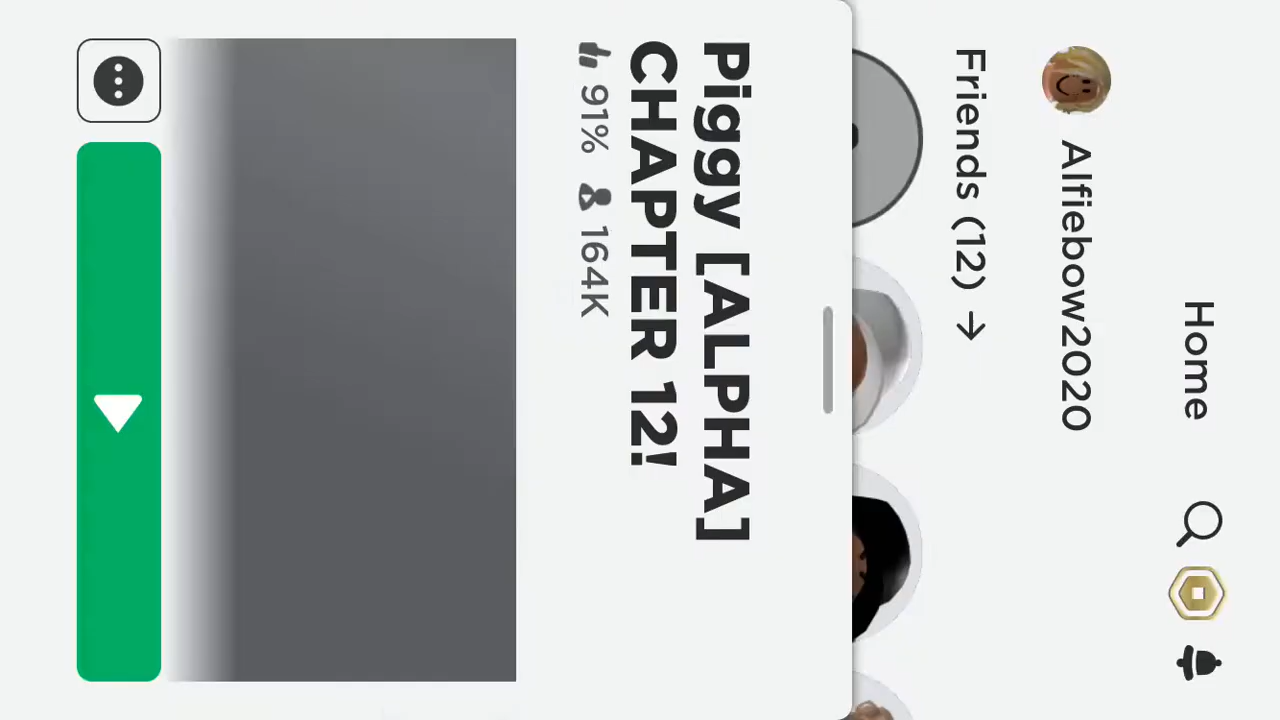 Home
Alfiebow2020
Friends (12) →
Piggy [ALPHA]
CHAPTER 12!
91% 164K